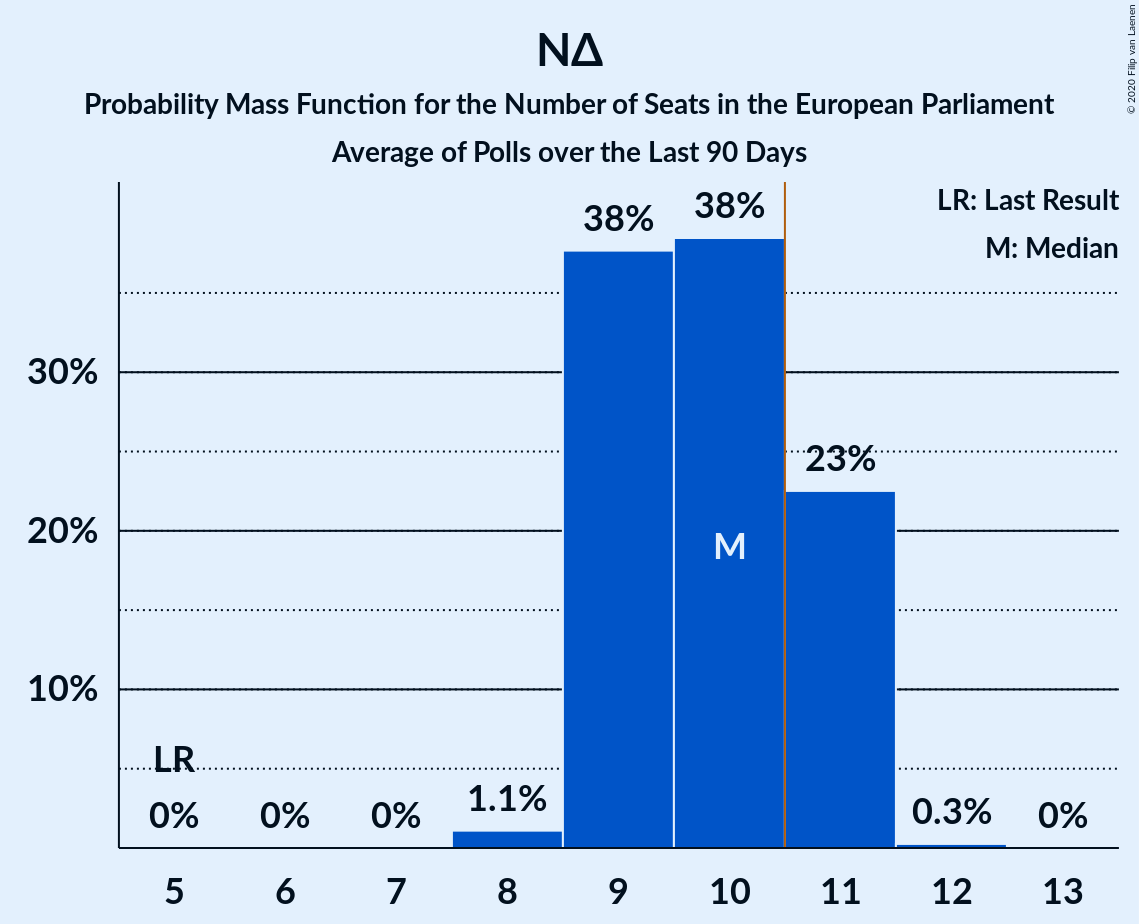 ΝΔ
Probability Mass Function for the Number of Seats in the European Parliament
Average of Polls over the Last 90 Days
© 2020 Filip van Laenen
LR: Last Result
M: Median
38%
38%
30%
23%
20%
M
10%
LR
0%
0%
0%
1.1%
0.3%
0%
5
6
7
8
9
10
11
12
13